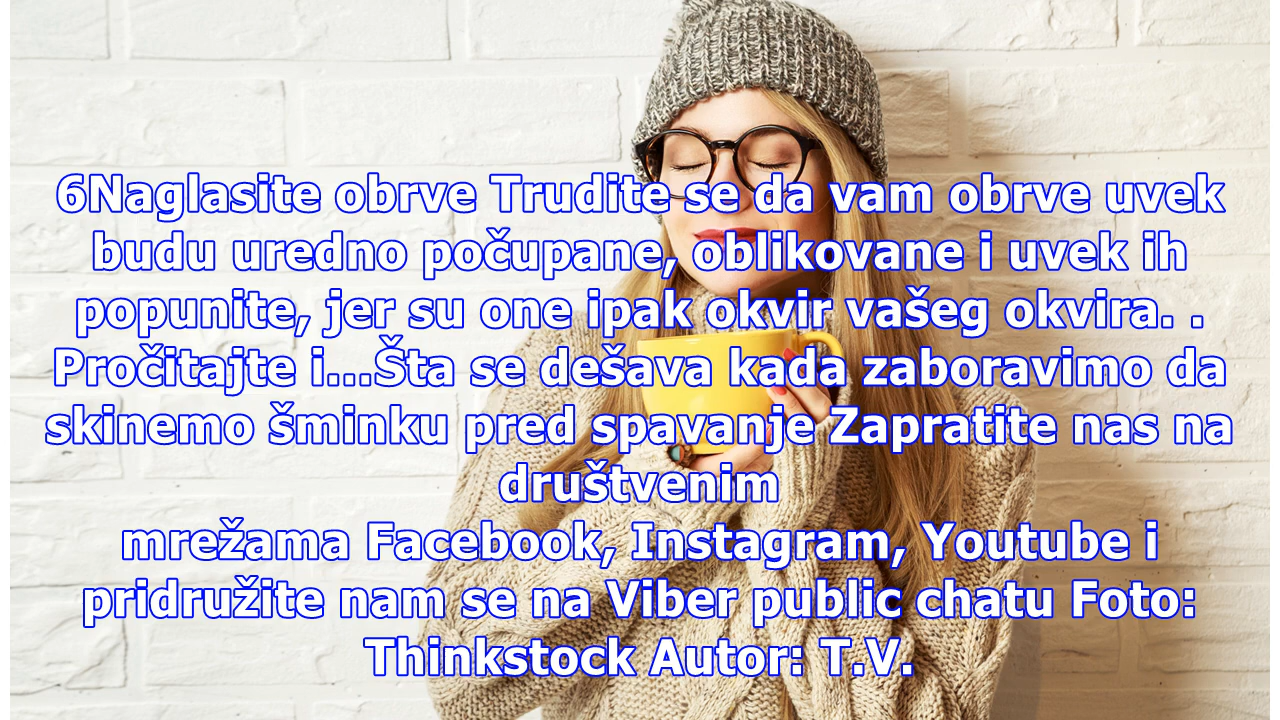 6Naglasite obrve Trudite se da vam obrve uvek
budu uredno počupane, oblikovane i uvek ih
popunite, jer su one ipak okvir vašeg okvira. .
Pročitajte i...Šta se dešava kada zaboravimo da
skinemo šminku pred spavanje Zapratite nas na
društvenim
mrežama Facebook, Instagram, Youtube i
pridružite nam se na Viber public chatu Foto:
Thinkstock Autor: T.V.